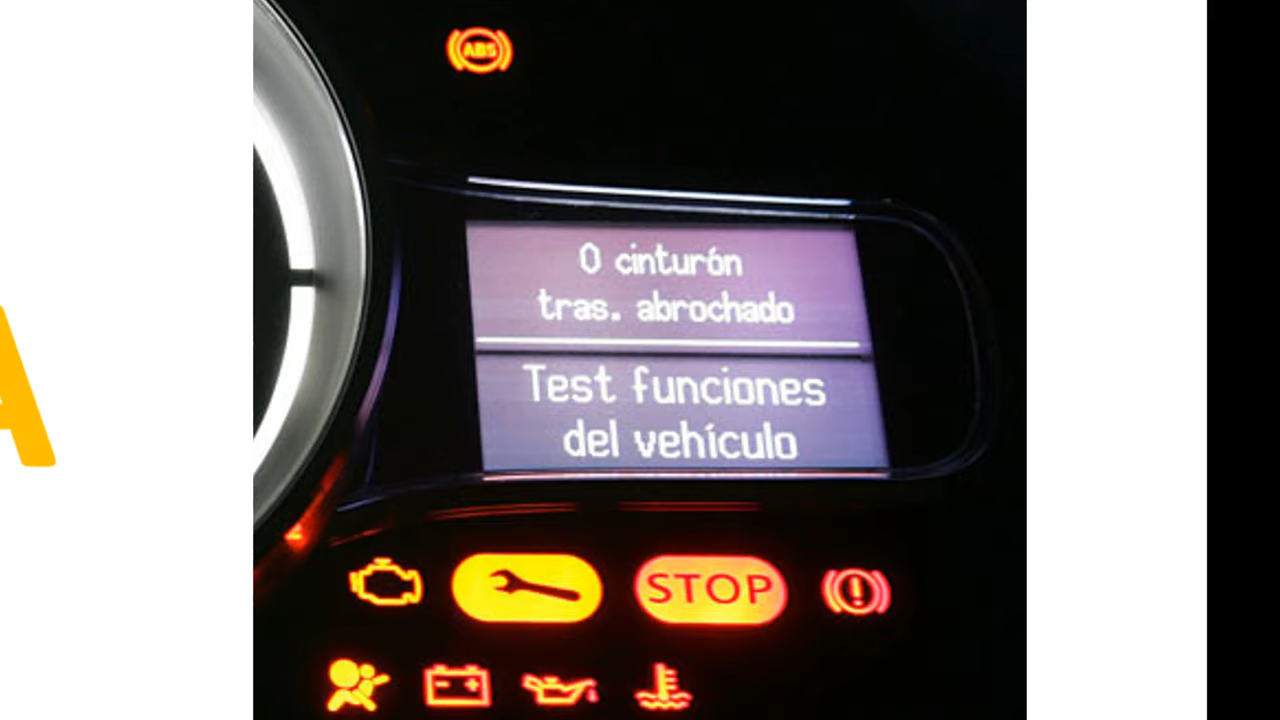 ABS
0 cinturón
tras. abrochado
Test funciones
del vehículo
STOP
A